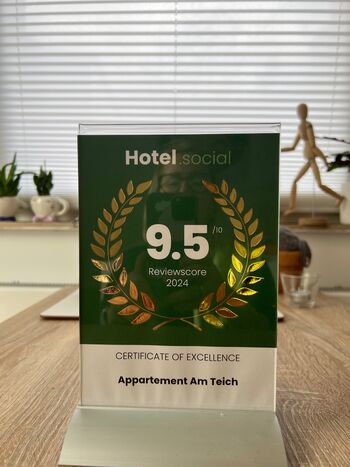 Hotel.social
9.5/10
Reviewscore
2024
CERTIFICATE OF EXCELLENCE
Appartement Am Teich